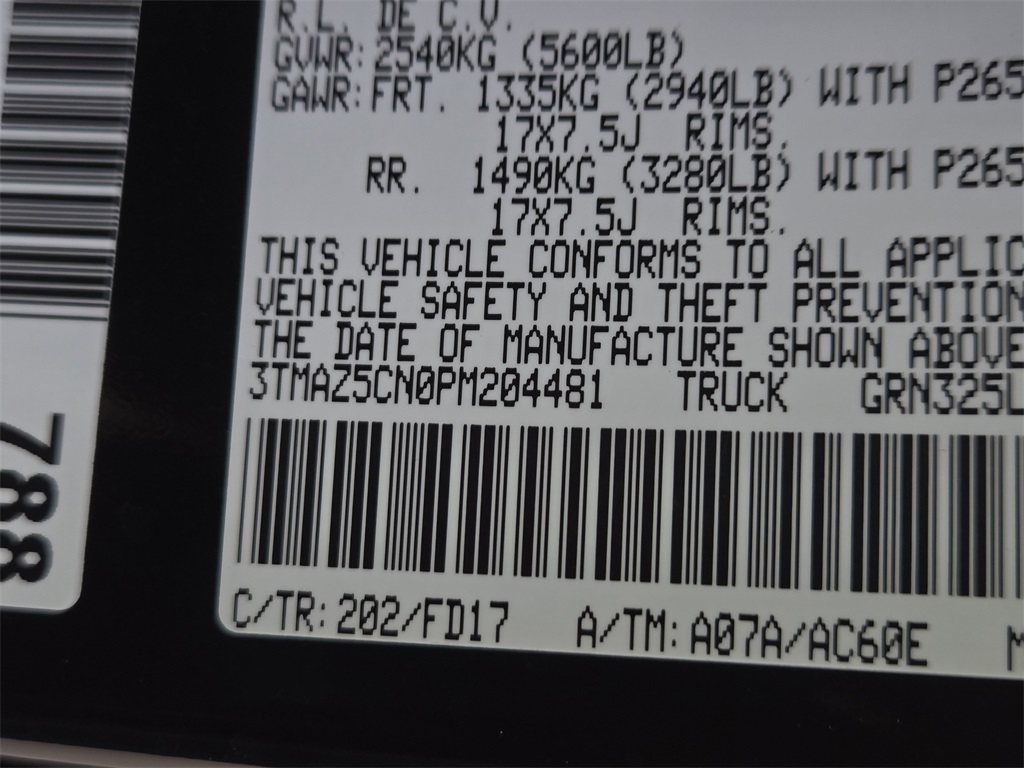 R.L. DE C.V.
GVWR: 2540KG (5600LB)
GAWR: FRT. 1335KG (2940LB) WITH P265
17X7.5J RIMS.
RR. 1490KG (3280LB) WITH P265
17X7.5J RIMS.
THIS VEHICLE CONFORMS TO ALL APPLIC
VEHICLE SAFETY AND THEFT PREVENTION
THE DATE OF MANUFACTURE SHOWN ABOVE
3TMAZ5CN0PM204481 TRUCK GRN325L
C/TR: 202/FD17 A/TM: A07A/AC60E M
788